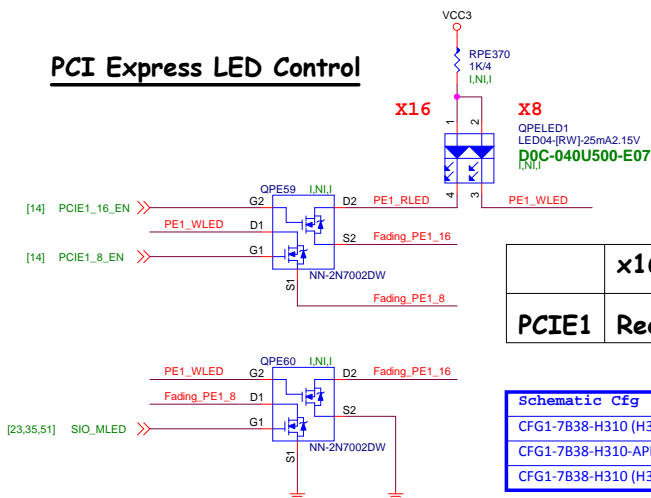 VCC3
PCI Express LED Control
RPE370
1K/4
I,NI,I
X16
X8
1
2
QPELED1
LED04-[RW]-25mA2.15V
D0C-040U500-E07
I,NI,I
4
3
QPE59
I,NI,I
[14] PCIE1_16_EN
G2
D2
PE1_RLED
PE1_WLED
PE1_WLED
D1
S2
Fading_PE1_16
[14] PCIE1_8_EN
G1
NN-2N7002DW
S1
Fading_PE1_8
x16
PCIE1
QPE60
I,NI,I
PE1_WLED
G2
D2
Fading_PE1_16
Fading_PE1_8
D1
S2
[23,35,51] SIO_MLED
G1
NN-2N7002DW
S1
Schematic Cfg
CFG1-7B38-H310 (H3
CFG1-7B38-H310-API
CFG1-7B38-H310 (H3